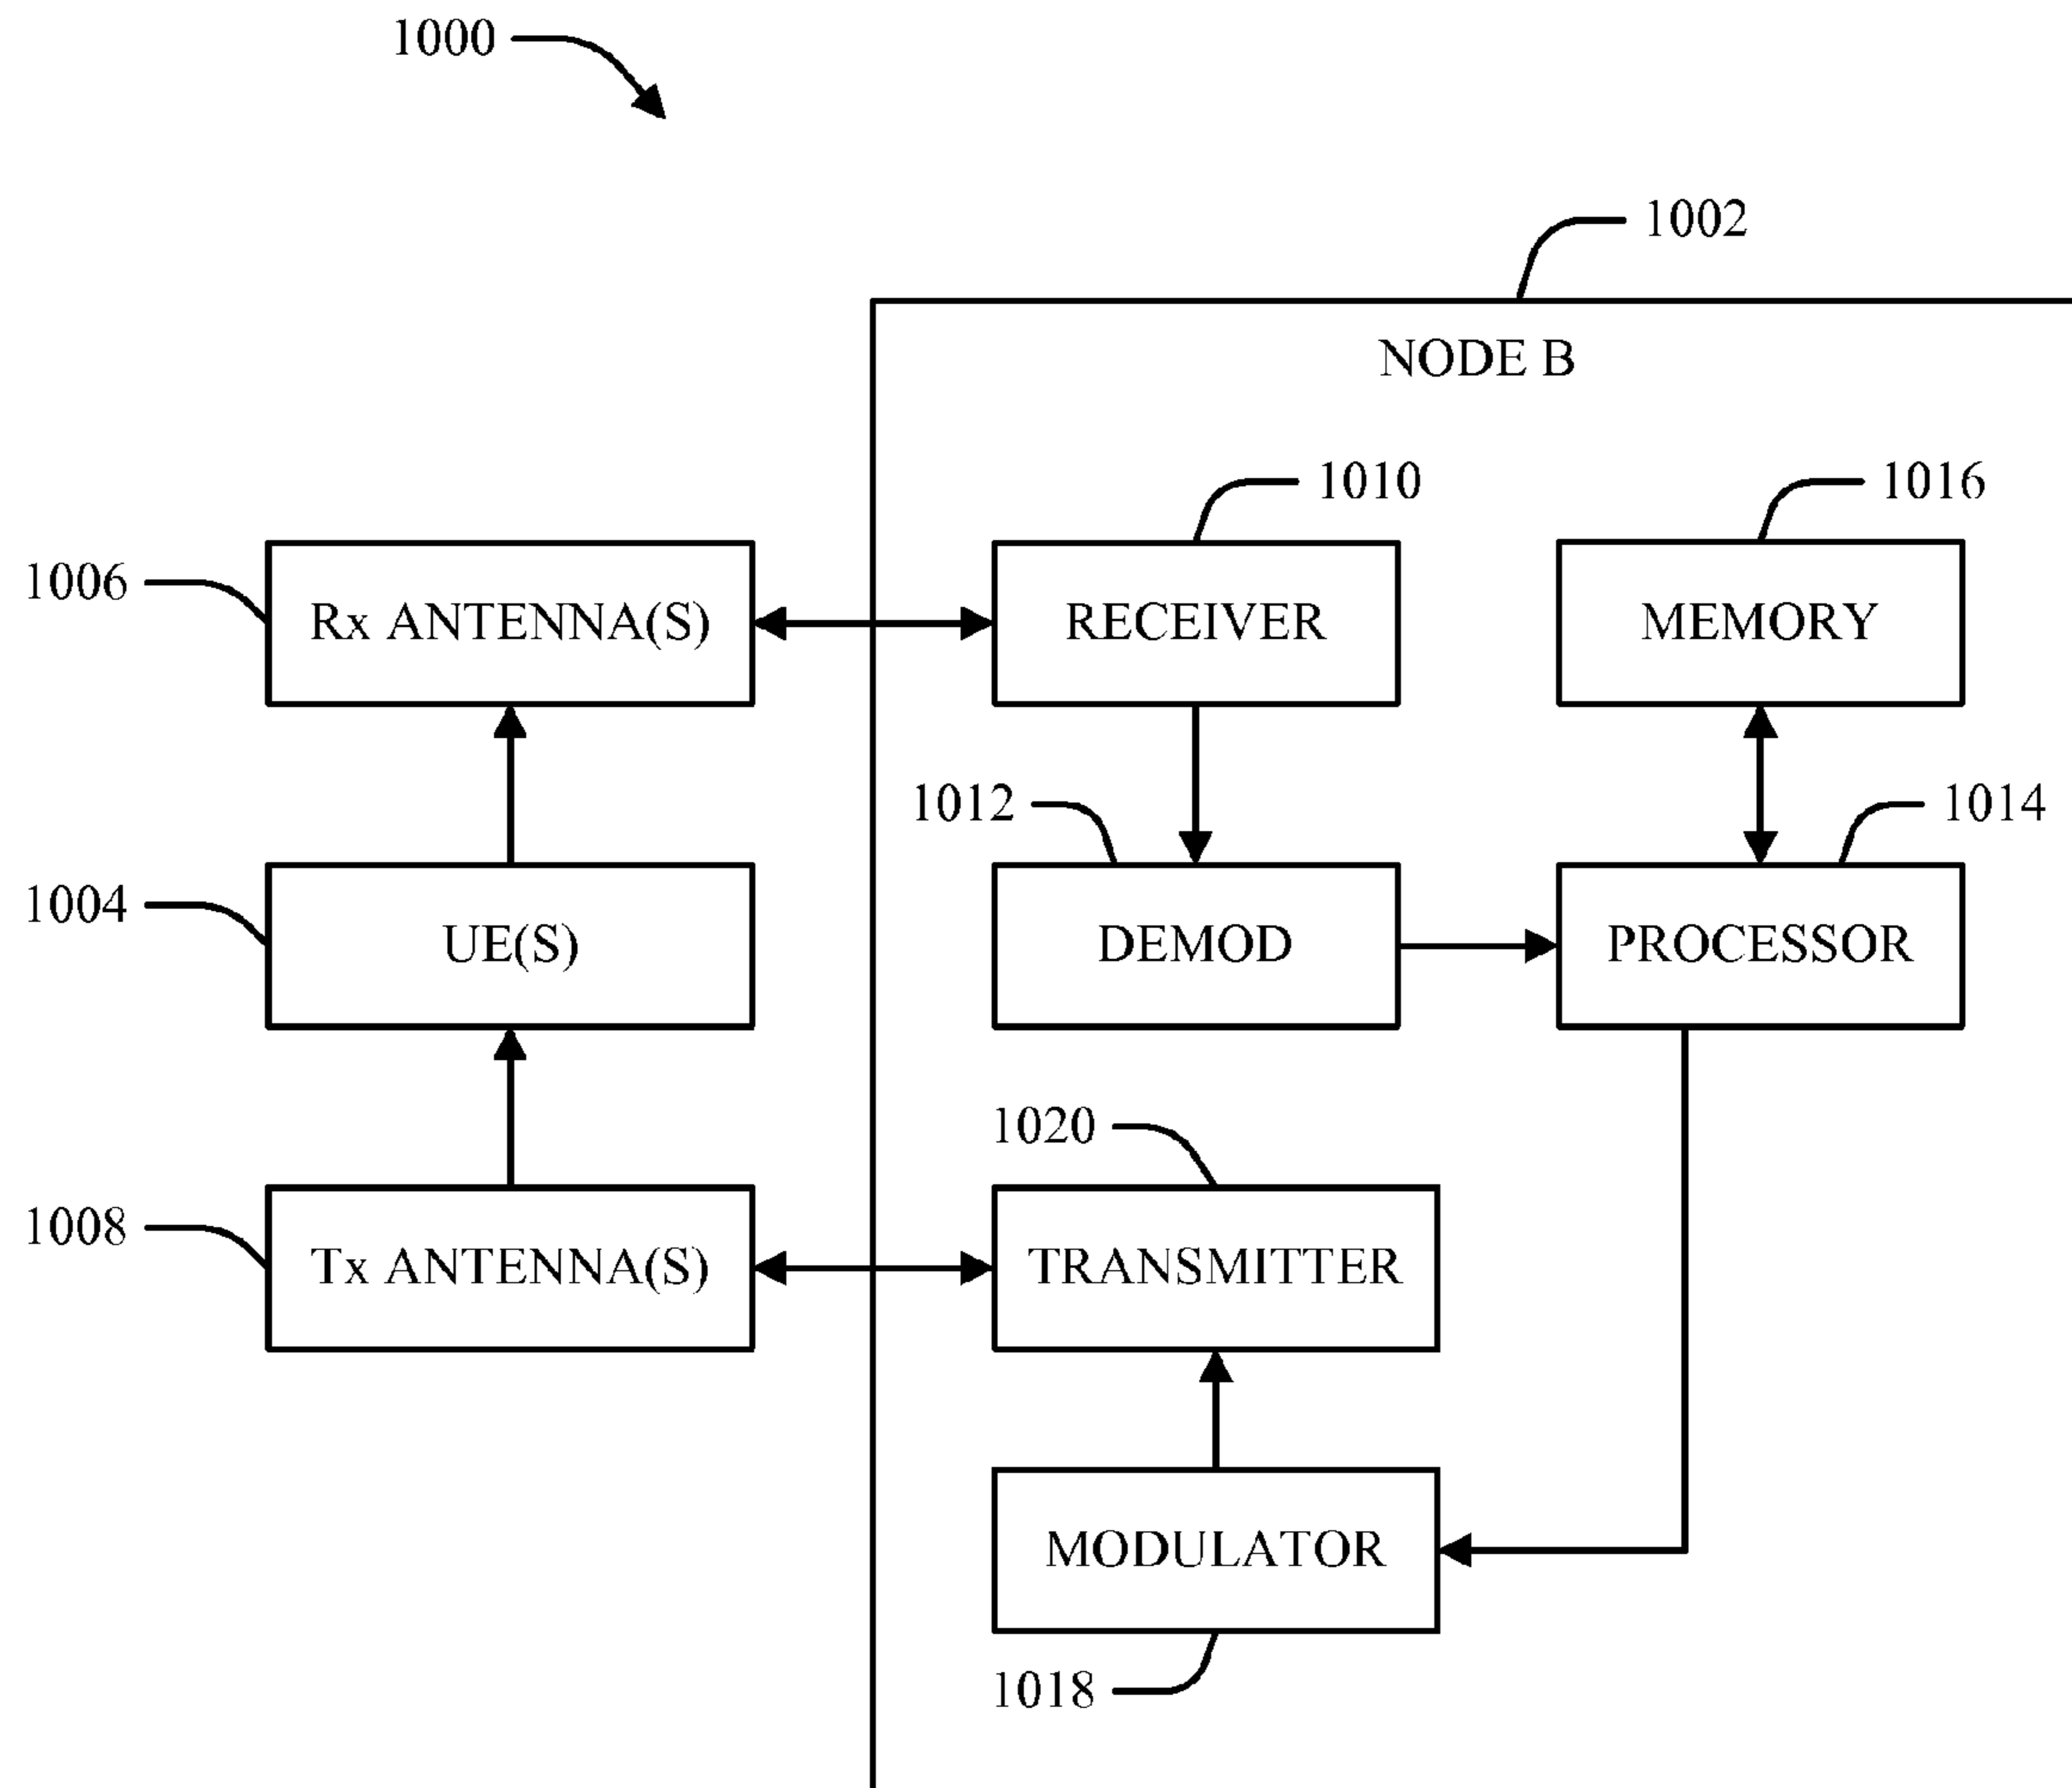 1000
1002
NODE B
1010
1016
1006
Rx ANTENNA(S)
RECEIVER
MEMORY
1012
1014
1004
UE(S)
DEMOD
PROCESSOR
1020
1008
Tx ANTENNA(S)
TRANSMITTER
MODULATOR
1018